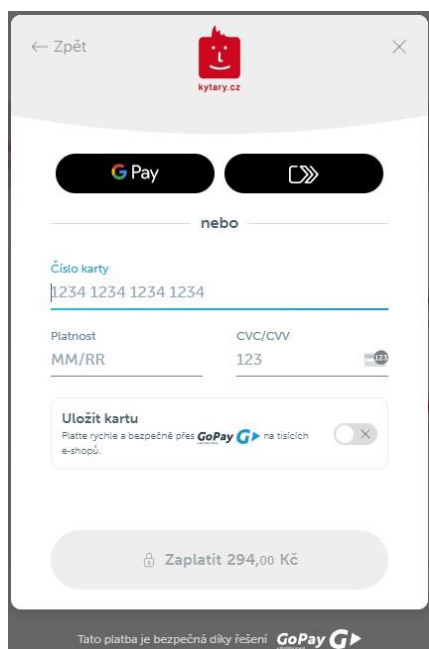 ← Zpět
kytary.cz
G Pay
nebo
Číslo karty
1234 1234 1234 1234
Platnost
CVC/CVV
MM/RR
123
123
Uložit kartu
Plaťte rychle a bezpečně přes GoPay na tisících
e-shopů.
Zaplatit 294,00 Kč
Tato platba je bezpečná díky řešení GoPay